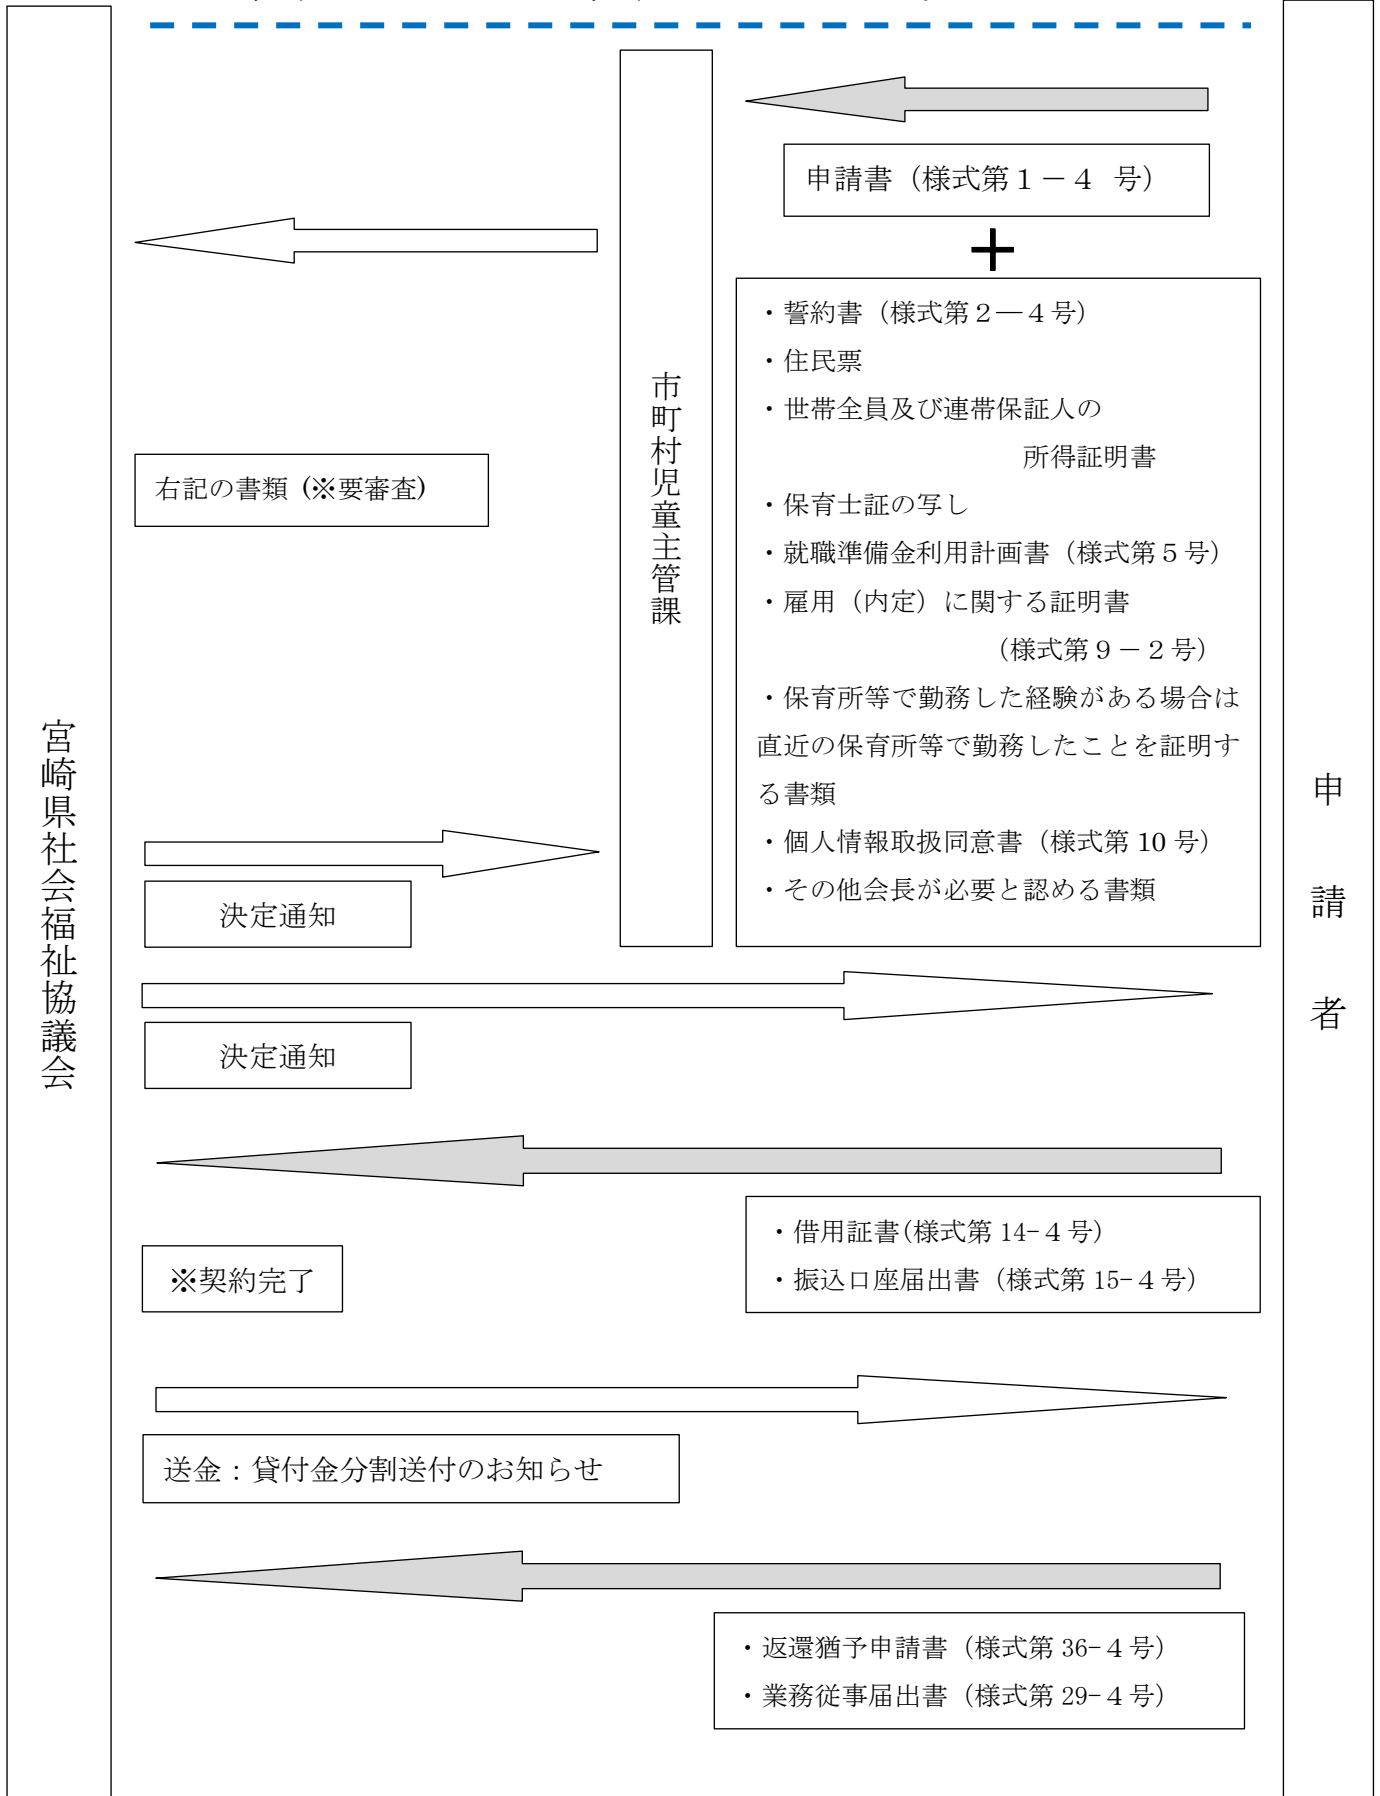 申請書（様式第１－４ 号）
＋
・誓約書（様式第２―４号）
・住民票
・世帯全員及び連帯保証人の
所得証明書
・保育士証の写し
・就職準備金利用計画書（様式第５号）
・雇用（内定）に関する証明書
（様式第９－２号）
・保育所等で勤務した経験がある場合は
直近の保育所等で勤務したことを証明す
る書類
・個人情報取扱同意書（様式第 10 号）
・その他会長が必要と認める書類
市町村児童主管課
右記の書類 (※要審査)
宮崎県社会福祉協議会
申請者
決定通知
決定通知
・借用証書(様式第 14-４号)
・振込口座届出書（様式第 15-４号）
※契約完了
送金：貸付金分割送付のお知らせ
・返還猶予申請書（様式第 36-４号）
・業務従事届出書（様式第 29-４号）